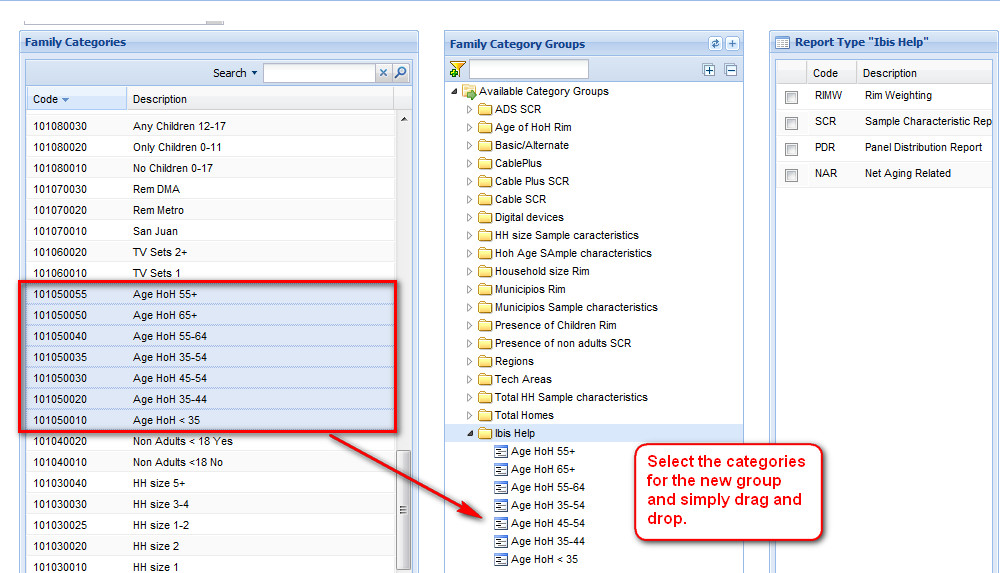 Family Categories
Search
Code Description
101080030 Any Children 12-17
101080020 Only Children 0-11
101080010 No Children 0-17
101070030 Rem DMA
101070020 Rem Metro
101070010 San Juan
101060020 TV Sets 2+
101060010 TV Sets 1
101050055 Age HoH 55+
101050050 Age HoH 65+
101050040 Age HoH 55-64
101050035 Age HoH 35-54
101050030 Age HoH 45-54
101050020 Age HoH 35-44
101050010 Age HoH < 35
101040020 Non Adults < 18 Yes
101040010 Non Adults <18 No
101030040 HH size 5+
101030030 HH size 3-4
101030025 HH size 1-2
101030020 HH size 2
101030010 HH size 1
Family Category Groups
Available Category Groups
ADS SCR
Age of HoH Rim
Basic/Alternate
CablePlus
Cable Plus SCR
Cable SCR
Digital devices
HH size Sample caracteristics
Hoh Age SAmple characteristics
Household size Rim
Municipios Rim
Municipios Sample characteristics
Presence of Children Rim
Presence of non adults SCR
Regions
Tech Areas
Total HH Sample characteristics
Total Homes
Ibis Help
Age HoH 55+
Age HoH 65+
Age HoH 55-64
Age HoH 35-54
Age HoH 45-54
Age HoH 35-44
Age HoH < 35
Select the categories
for the new group
and simply drag and
drop.
Report Type "Ibis Help"
Code Description
RIMW Rim Weighting
SCR Sample Characteristic Rep
PDR Panel Distribution Report
NAR Net Aging Related